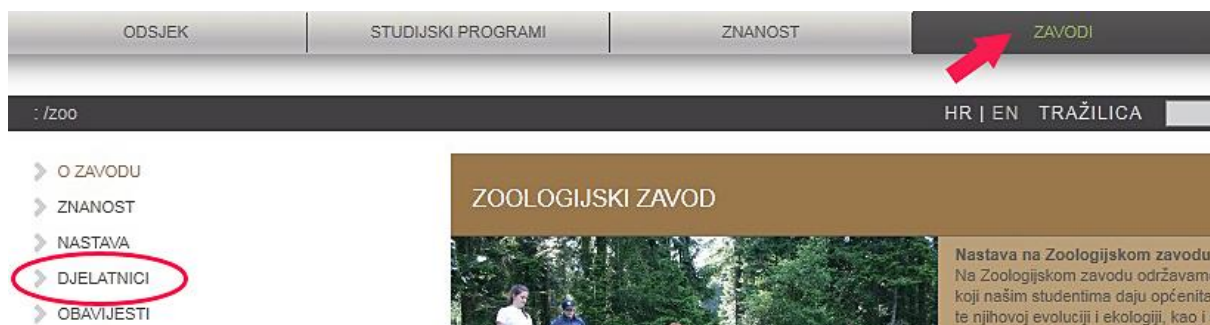 ODSJEK STUDIJSKI PROGRAMI ZNANOST ZAVODI
: /zoo HR | EN TRAŽILICA
O ZAVODU
ZNANOST
NASTAVA
DJELATNICI
OBAVIJESTI
ZOOLOGIJSKI ZAVOD
Nastava na Zoologijskom zavodu
Na Zoologijskom zavodu održavam
koji našim studentima daju općenita
te njihovoj evoluciji i ekologiji, kao i